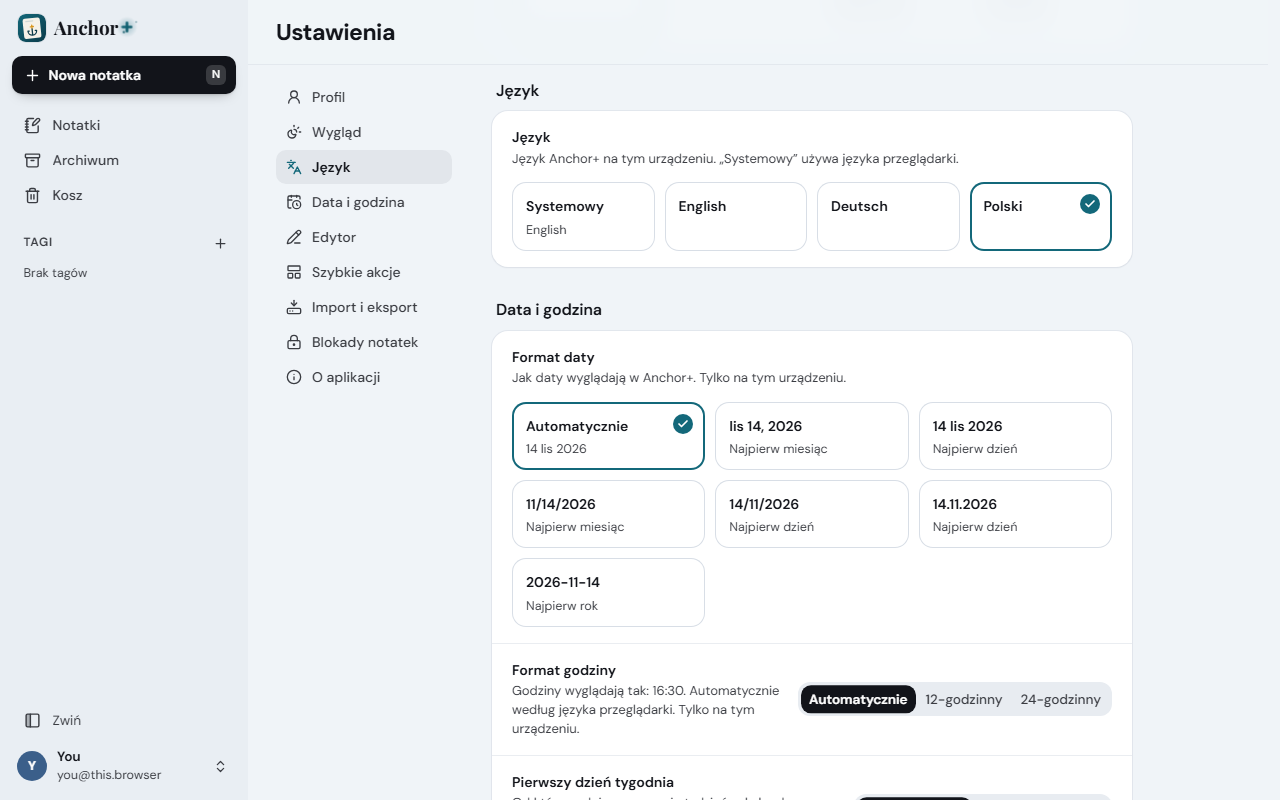 Anchor+
Nowa notatka N
Notatki
Archiwum
Kosz
TAGI
Brak tagów
Zwiń
Y
You
you@this.browser
Ustawienia
Profil
Wygląd
Język
Data i godzina
Edytor
Szybkie akcje
Import i eksport
Blokady notatek
O aplikacji
Język
Język
Język Anchor+ na tym urządzeniu. „Systemowy” używa języka przeglądarki.
Systemowy
English
English
Deutsch
Polski
Data i godzina
Format daty
Jak daty wyglądają w Anchor+. Tylko na tym urządzeniu.
Automatycznie
14 lis 2026
lis 14, 2026
Najpierw miesiąc
14 lis 2026
Najpierw dzień
11/14/2026
Najpierw miesiąc
14/11/2026
Najpierw dzień
14.11.2026
Najpierw dzień
2026-11-14
Najpierw rok
Format godziny
Godziny wyglądają tak: 16:30. Automatycznie
według języka przeglądarki. Tylko na tym
urządzeniu.
Automatycznie 12-godzinny 24-godzinny
Pierwszy dzień tygodnia